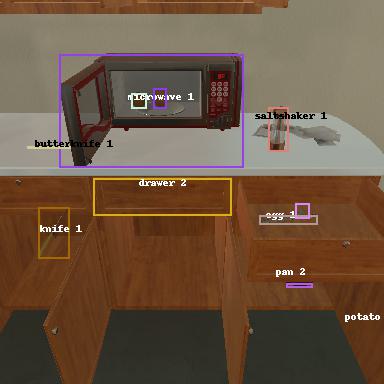 microwave 1
saltshaker 1
butterknife 1
drawer 2
egg 1
knife 1
pan 2
potato